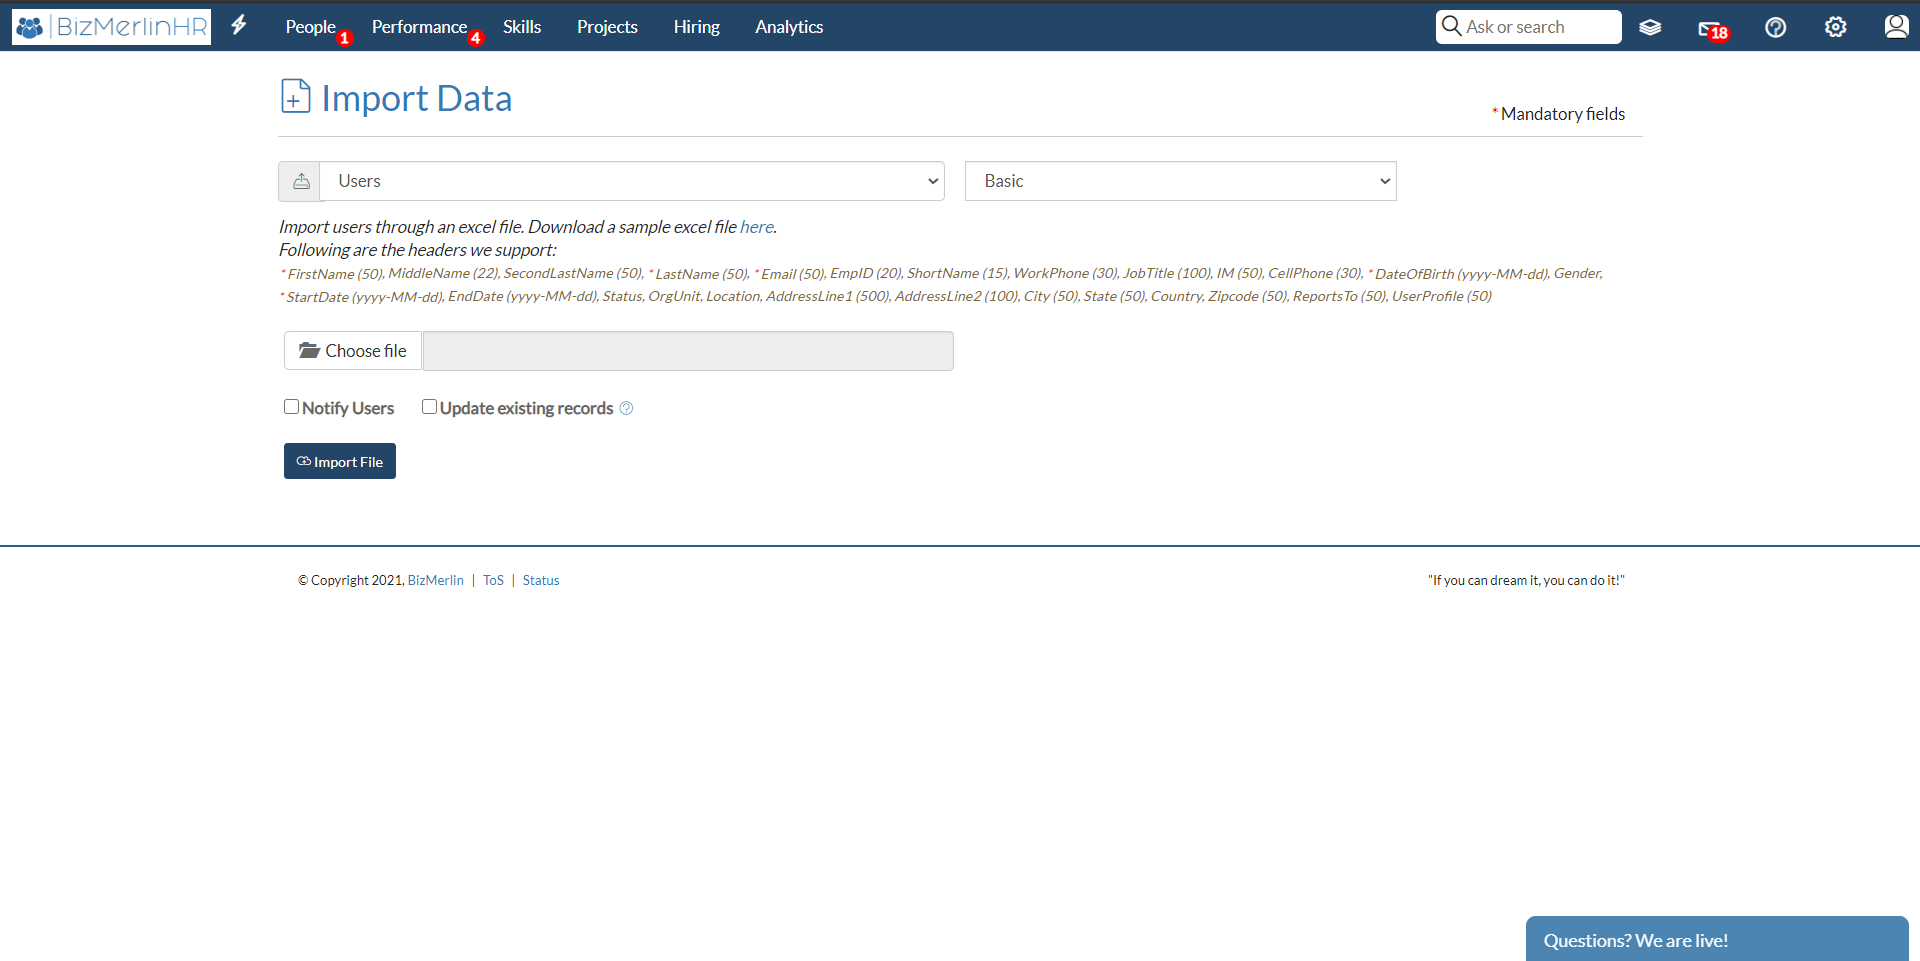 BizMerlinHR
People 1 Performance 4 Skills Projects Hiring Analytics Ask or search 18
Import Data
*Mandatory fields
Users Basic
Import users through an excel file. Download a sample excel file here.
Following are the headers we support:
*FirstName (50), MiddleName (22), SecondLastName (50), *LastName (50), *Email (50), EmpID (20), ShortName (15), WorkPhone (30), JobTitle (100), IM (50), CellPhone (30), *DateOfBirth (yyyy-MM-dd), Gender,
*StartDate (yyyy-MM-dd), EndDate (yyyy-MM-dd), Status, OrgUnit, Location, AddressLine1 (500), AddressLine2 (100), City (50), State (50), Country, Zipcode (50), ReportsTo (50), UserProfile (50)
Choose file
Notify Users Update existing records
Import File
© Copyright 2021, BizMerlin | ToS | Status "If you can dream it, you can do it!"
Questions? We are live!